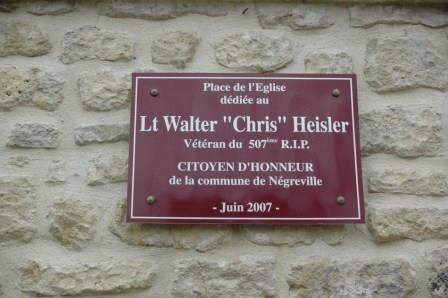 Place de l'Eglise
dédiée au
Lt Walter "Chris" Heisler
Vétéran du 507ème R.I.P.
CITOYEN D'HONNEUR
de la commune de Négreville
- Juin 2007 -